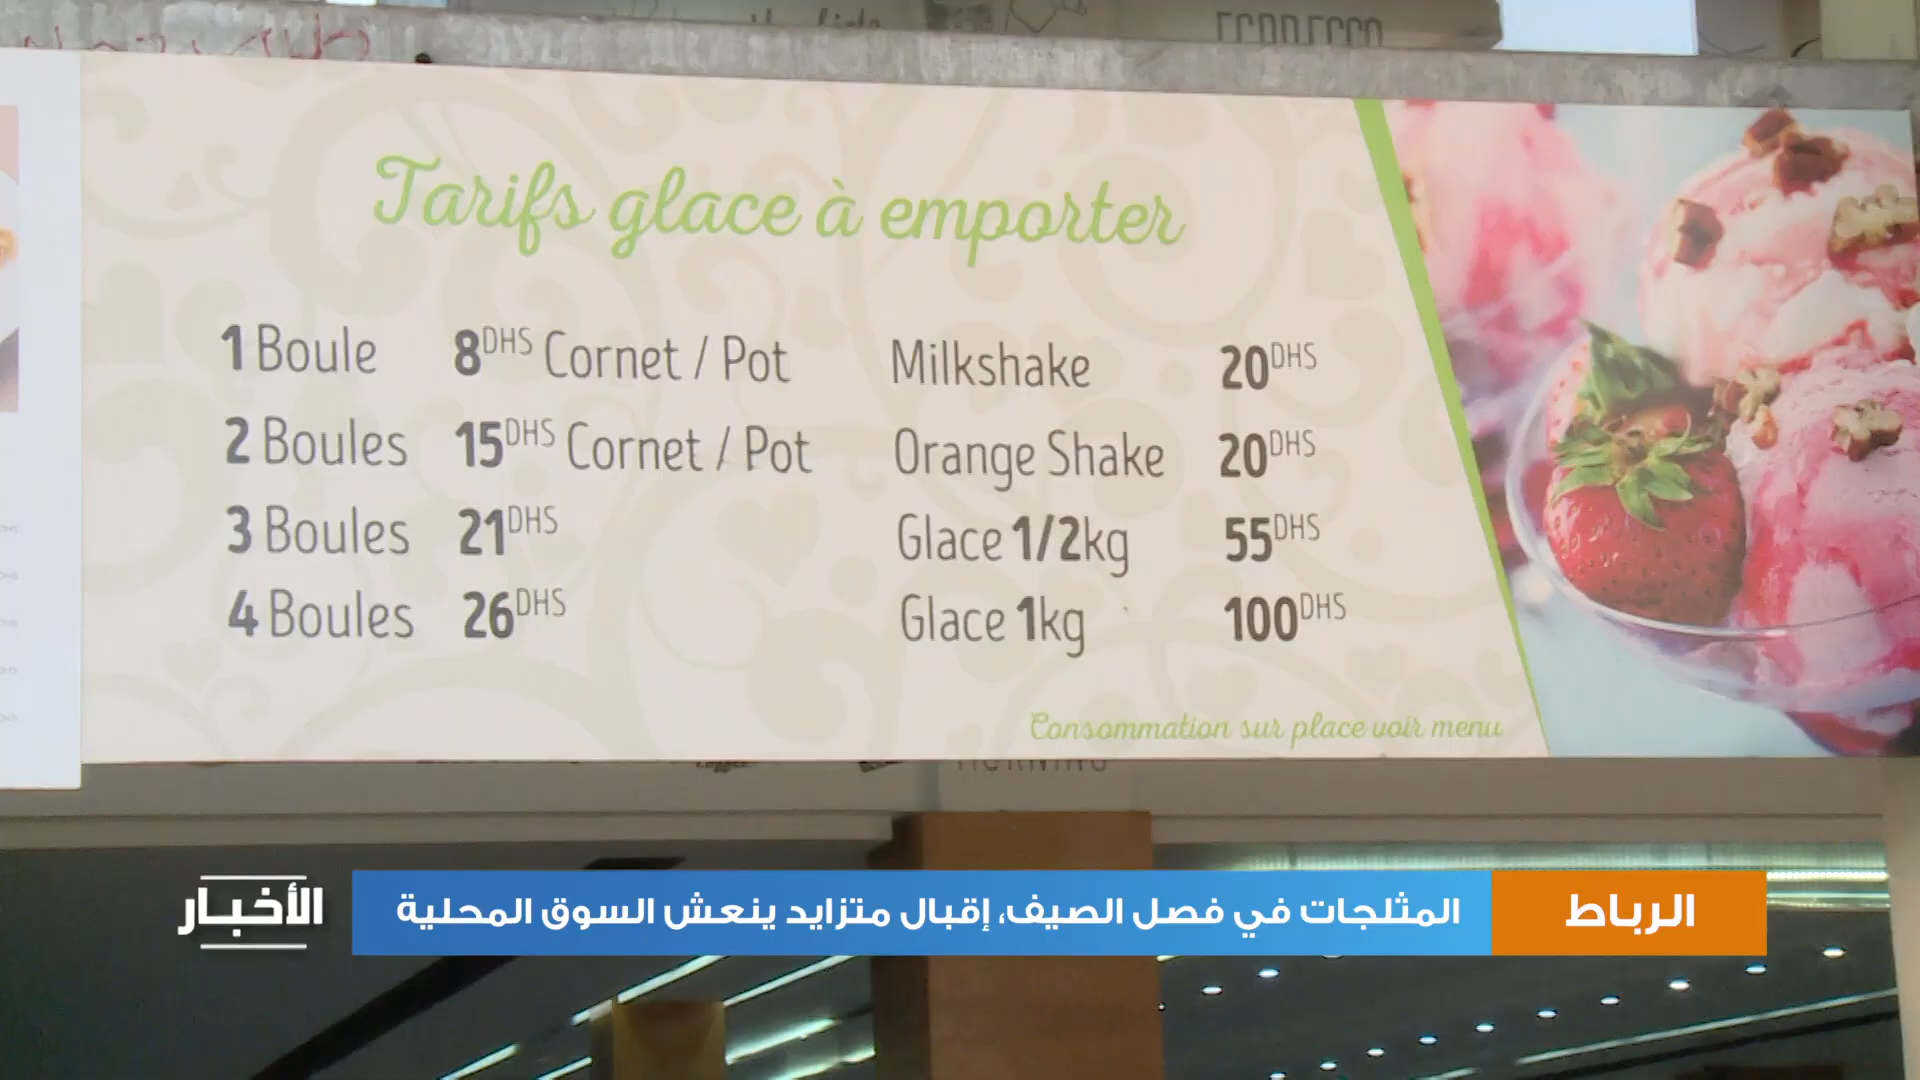 Tarifs glace à emporter
1 Boule 8DHS Cornet / Pot
2 Boules 15DHS Cornet / Pot
3 Boules 21DHS
4 Boules 26DHS
Milkshake 20DHS
Orange Shake 20DHS
Glace 1/2kg 55DHS
Glace 1kg 100DHS
Consommation sur place voir menu
الرباط
المثلجات في فصل الصيف، إقبال متزايد ينعش السوق المحلية
الأخبار